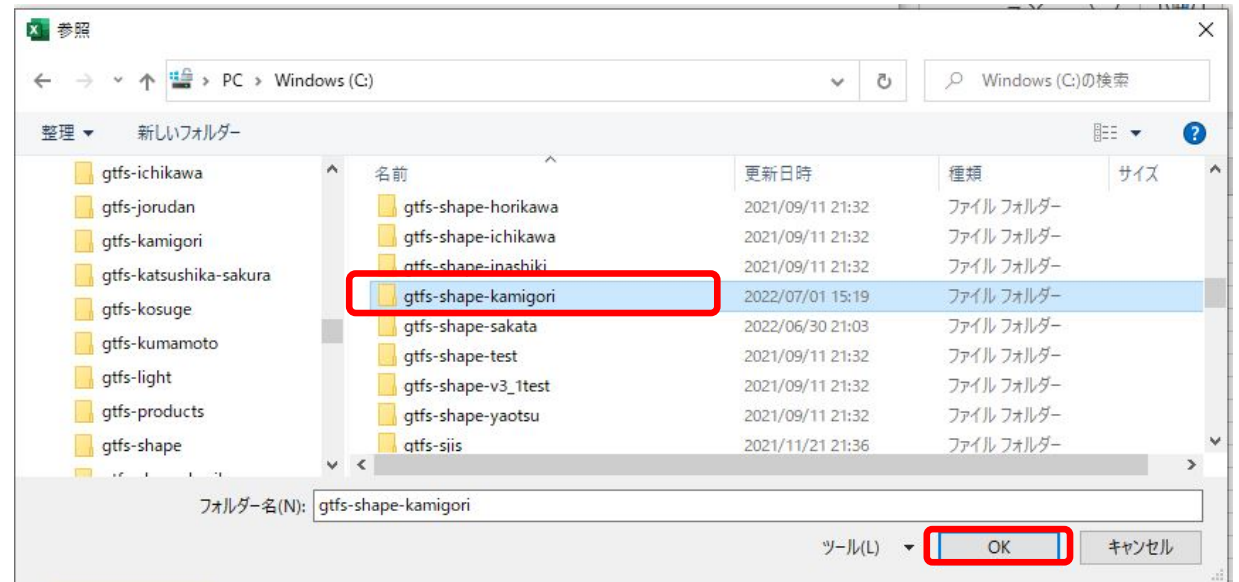 参照
PC › Windows (C:)
Windows (C:)の検索
整理
新しいフォルダー
gtfs-ichikawa
gtfs-jorudan
gtfs-kamigori
gtfs-katsushika-sakura
gtfs-kosuge
gtfs-kumamoto
gtfs-light
gtfs-products
gtfs-shape
名前 更新日時 種類 サイズ
gtfs-shape-horikawa 2021/09/11 21:32 ファイル フォルダー
gtfs-shape-ichikawa 2021/09/11 21:32 ファイル フォルダー
gtfs-shape-inashiki 2021/09/11 21:32 ファイル フォルダー
gtfs-shape-kamigori 2022/07/01 15:19 ファイル フォルダー
gtfs-shape-sakata 2022/06/30 21:03 ファイル フォルダー
gtfs-shape-test 2021/09/11 21:32 ファイル フォルダー
gtfs-shape-v3_1test 2021/09/11 21:32 ファイル フォルダー
gtfs-shape-yaotsu 2021/09/11 21:32 ファイル フォルダー
gtfs-sjis 2021/11/21 21:36 ファイル フォルダー
フォルダー名(N): gtfs-shape-kamigori
ツール(L)
OK
キャンセル